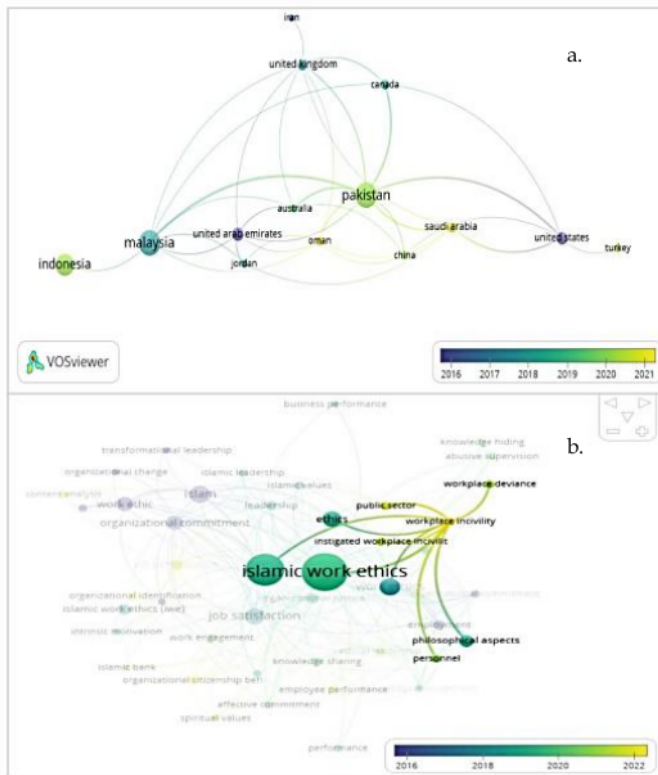 iran
a.
united kingdom
canada
pakistan
australia
malaysia
united arab emirates
saudi arabia
oman
united states
indonesia
china
turkey
jordan
VOSviewer
2016 2017 2018 2019 2020 2021
business performance
b.
knowledge hiding
transformational leadership
abusive supervision
organizational change
islamic leadership
workplace deviance
islamic values
content analysis
islam
work ethic
leadership
public sector
organizational commitment
ethics
workplace incivility
instigated workplace incivilit
islamic work ethics
organizational identification
islamic work ethics (iwe)
job satisfaction
employment
intrinsic motivation
work engagement
philosophical aspects
knowledge sharing
personnel
islamic bank
organizational citizenship beh
employee performance
affective commitment
spiritual values
performance
2016 2018 2020 2022